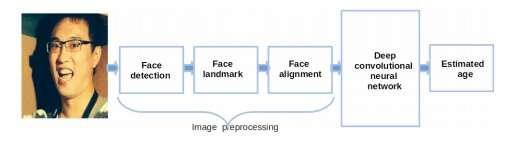 Face
detection
Face
landmark
Face
alignment
Deep
convolutional
neural
network
Estimated
age
Image preprocessing